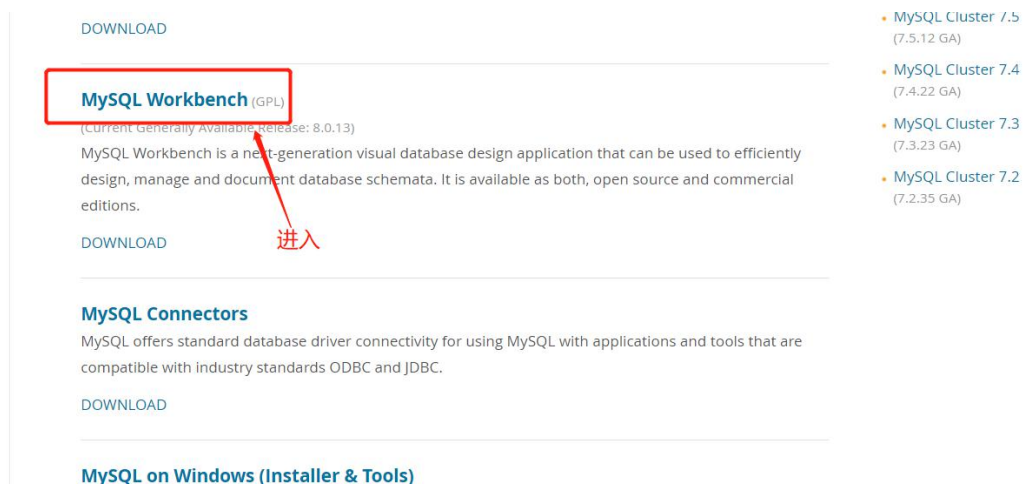 DOWNLOAD
MySQL Workbench (GPL)
(Current Generally Available Release: 8.0.13)
MySQL Workbench is a next-generation visual database design application that can be used to efficiently
design, manage and document database schemata. It is available as both, open source and commercial
editions.
DOWNLOAD
进入
MySQL Connectors
MySQL offers standard database driver connectivity for using MySQL with applications and tools that are
compatible with industry standards ODBC and JDBC.
DOWNLOAD
MySQL on Windows (Installer & Tools)
MySQL Cluster 7.5
(7.5.12 GA)
MySQL Cluster 7.4
(7.4.22 GA)
MySQL Cluster 7.3
(7.3.23 GA)
MySQL Cluster 7.2
(7.2.35 GA)